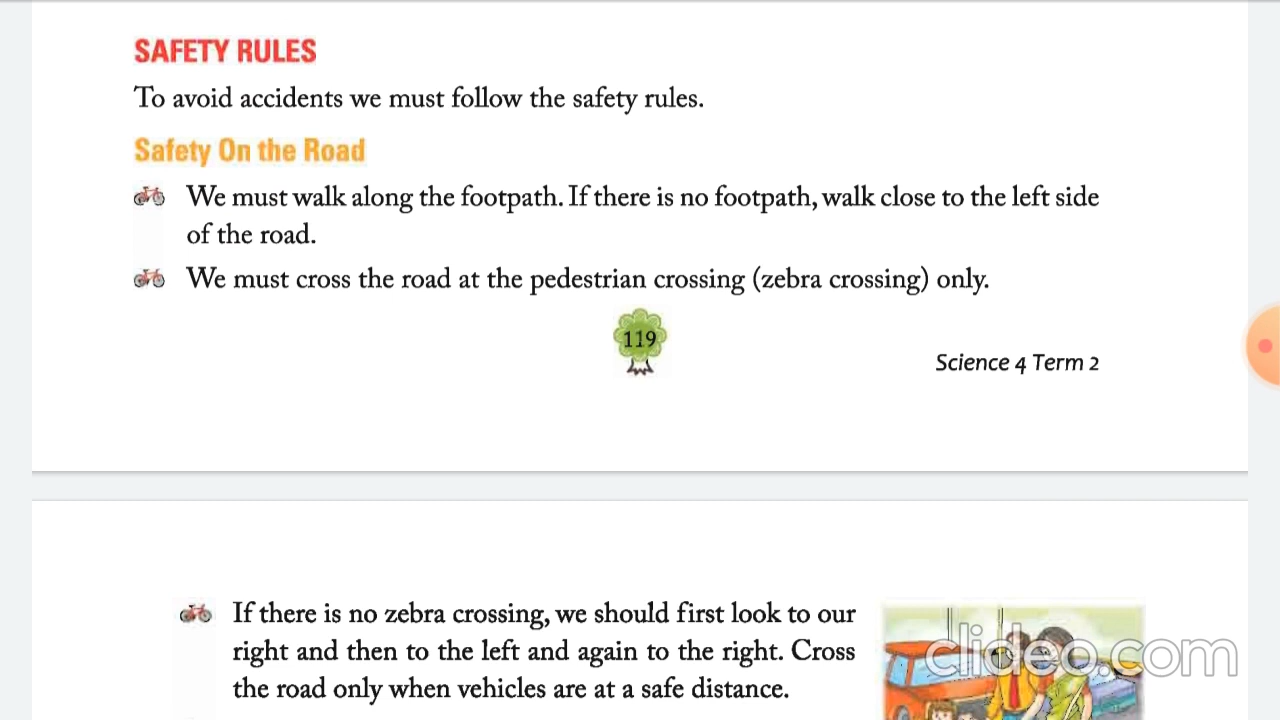 SAFETY RULES
To avoid accidents we must follow the safety rules.
Safety On the Road
We must walk along the footpath. If there is no footpath, walk close to the left side
of the road.
We must cross the road at the pedestrian crossing (zebra crossing) only.
119
Science 4 Term 2
If there is no zebra crossing, we should first look to our
right and then to the left and again to the right. Cross
the road only when vehicles are at a safe distance.
clideo.com